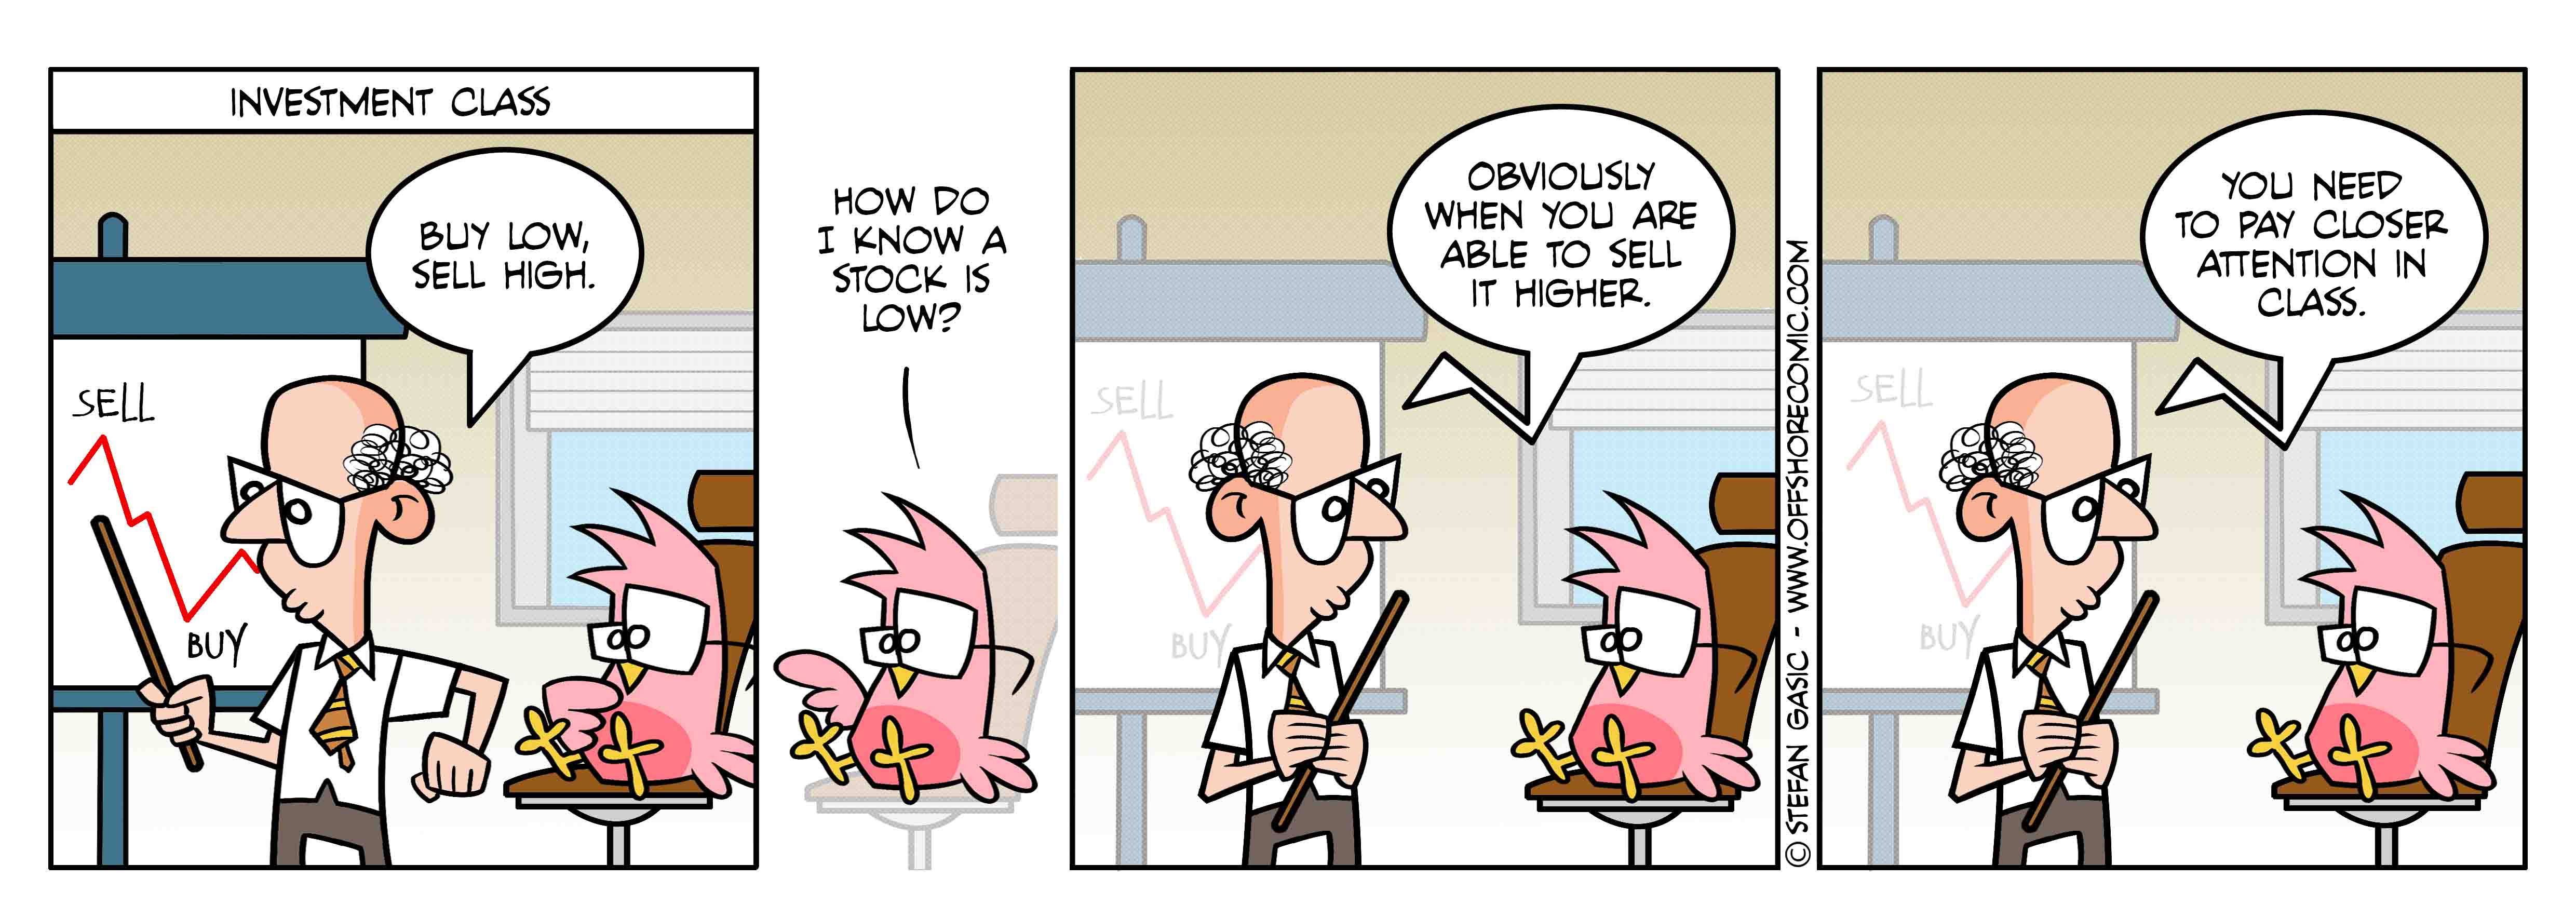 INVESTMENT CLASS
BUY LOW,
SELL HIGH.
SELL
BUY
HOW DO
I KNOW A
STOCK IS
LOW?
OBVIOUSLY
WHEN YOU ARE
ABLE TO SELL
IT HIGHER.
SELL
BUY
© STEFAN GASIC - WWW.OFFSHORECOMIC.COM
YOU NEED
TO PAY CLOSER
ATTENTION IN
CLASS.
SELL
BUY